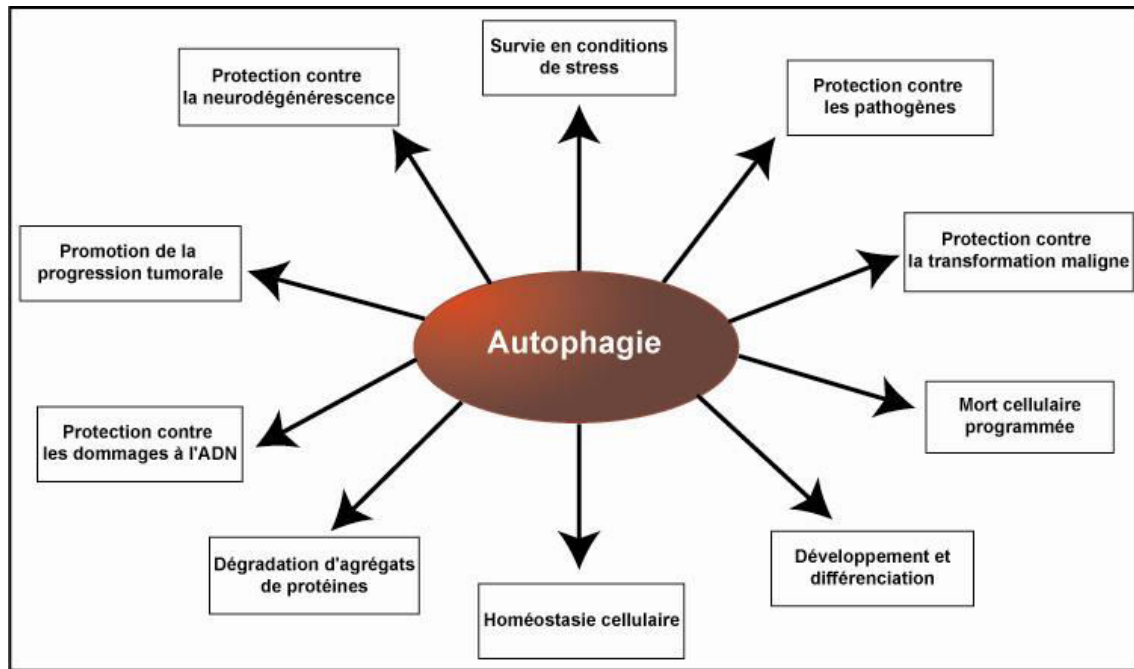 Survie en conditions
de stress
Protection contre
la neurodégénérescence
Protection contre
les pathogènes
Promotion de la
progression tumorale
Protection contre
la transformation maligne
Autophagie
Protection contre
les dommages à l'ADN
Mort cellulaire
programmée
Dégradation d'agrégats
de protéines
Homéostasie cellulaire
Développement et
différenciation